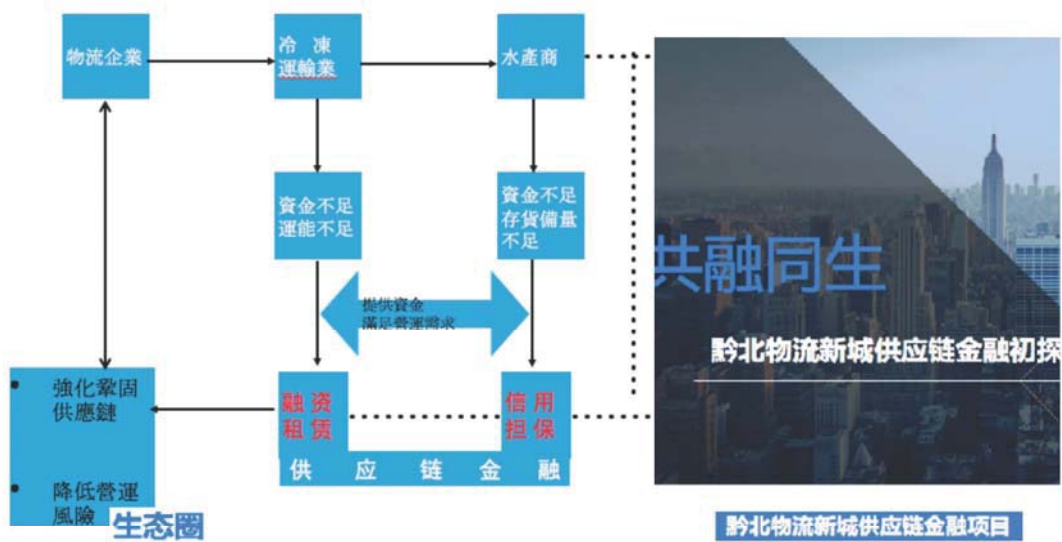 物流企業
冷 凍
運輸業
水產商
資金不足
運能不足
資金不足
存貨備量
不足
提供資金
滿足營運需求
• 強化鞏固
供應鏈
• 降低營運
風險
生态圈
融资
租赁
信用
担保
供应链金融
共融同生
黔北物流新城供应链金融初探
黔北物流新城供应链金融项目